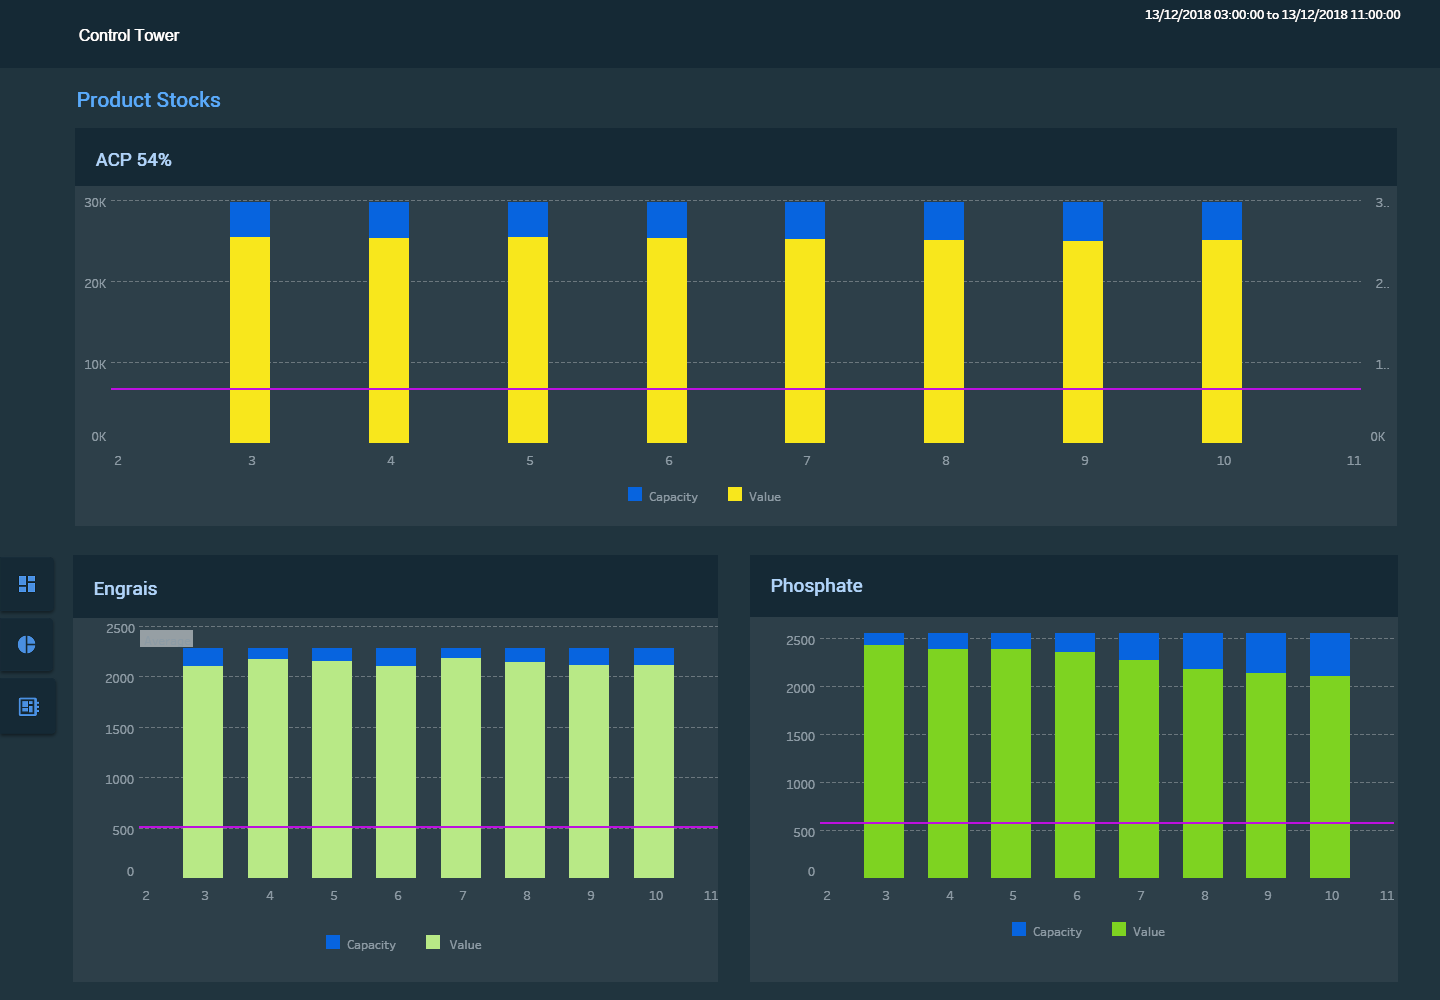 13/12/2018 03:00:00 to 13/12/2018 11:00:00
Control Tower
Product Stocks
ACP 54%
30K 3..
20K 2..
10K 1..
0K 0K
2 3 4 5 6 7 8 9 10 11
Capacity Value
Engrais
2500
2000
1500
1000
500
0
2 3 4 5 6 7 8 9 10 11
Capacity Value
Phosphate
2500
2000
1500
1000
500
0
2 3 4 5 6 7 8 9 10 11
Capacity Value